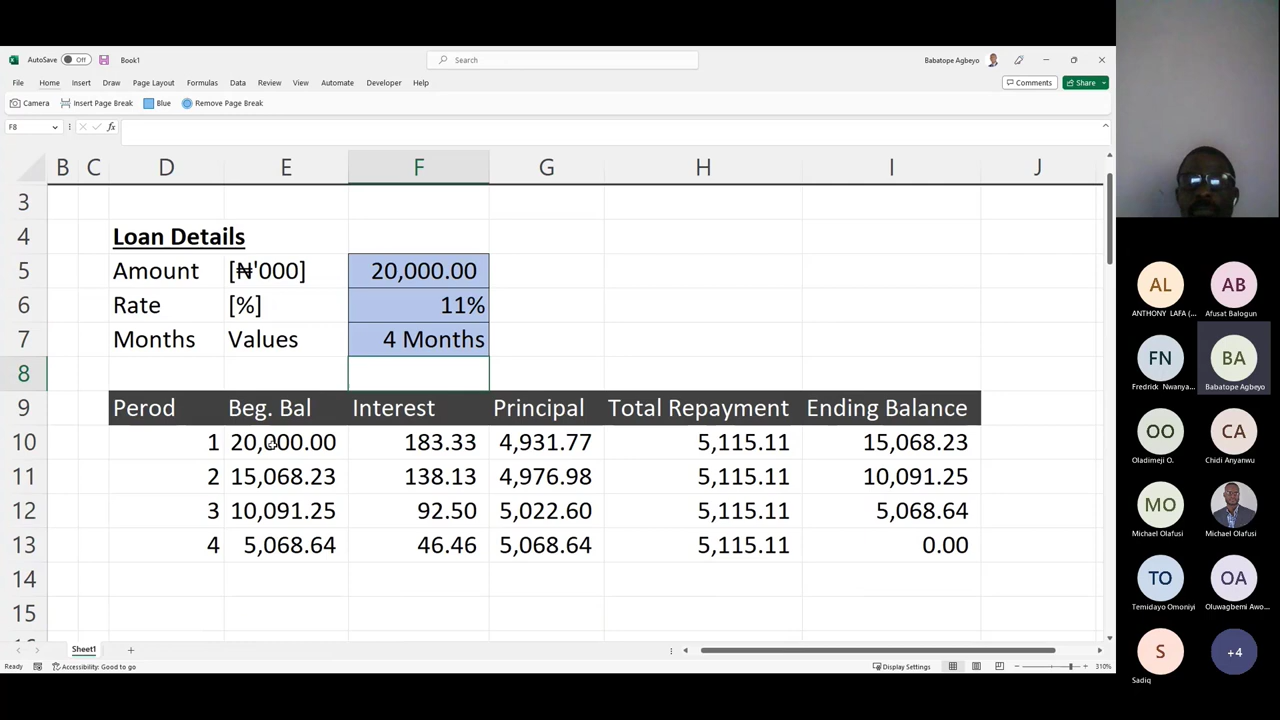 AutoSave Off Book1 Search Babatope Agbeyo
File Home Insert Draw Page Layout Formulas Data Review View Automate Developer Help Comments Share
Camera Insert Page Break Blue Remove Page Break
F8 fx
B C D E F G H I J
3
4 Loan Details
5 Amount [₦'000] 20,000.00
6 Rate [%] 11%
7 Months Values 4 Months
8
9 Perod Beg. Bal Interest Principal Total Repayment Ending Balance
10 1 20,000.00 183.33 4,931.77 5,115.11 15,068.23
11 2 15,068.23 138.13 4,976.98 5,115.11 10,091.25
12 3 10,091.25 92.50 5,022.60 5,115.11 5,068.64
13 4 5,068.64 46.46 5,068.64 5,115.11 0.00
14
15
Sheet1
Ready Accessibility: Good to go Display Settings 310%
AL AB
ANTHONY LAFA (... Afusat Balogun
FN BA
Fredrick Nwanya... Babatope Agbeyo
OO CA
Oladimeji O. Chidi Anyanwu
MO
Michael Olafusi Michael Olafusi
TO OA
Temidayo Omoniyi Oluwagbemi Awo...
S +4
Sadiq